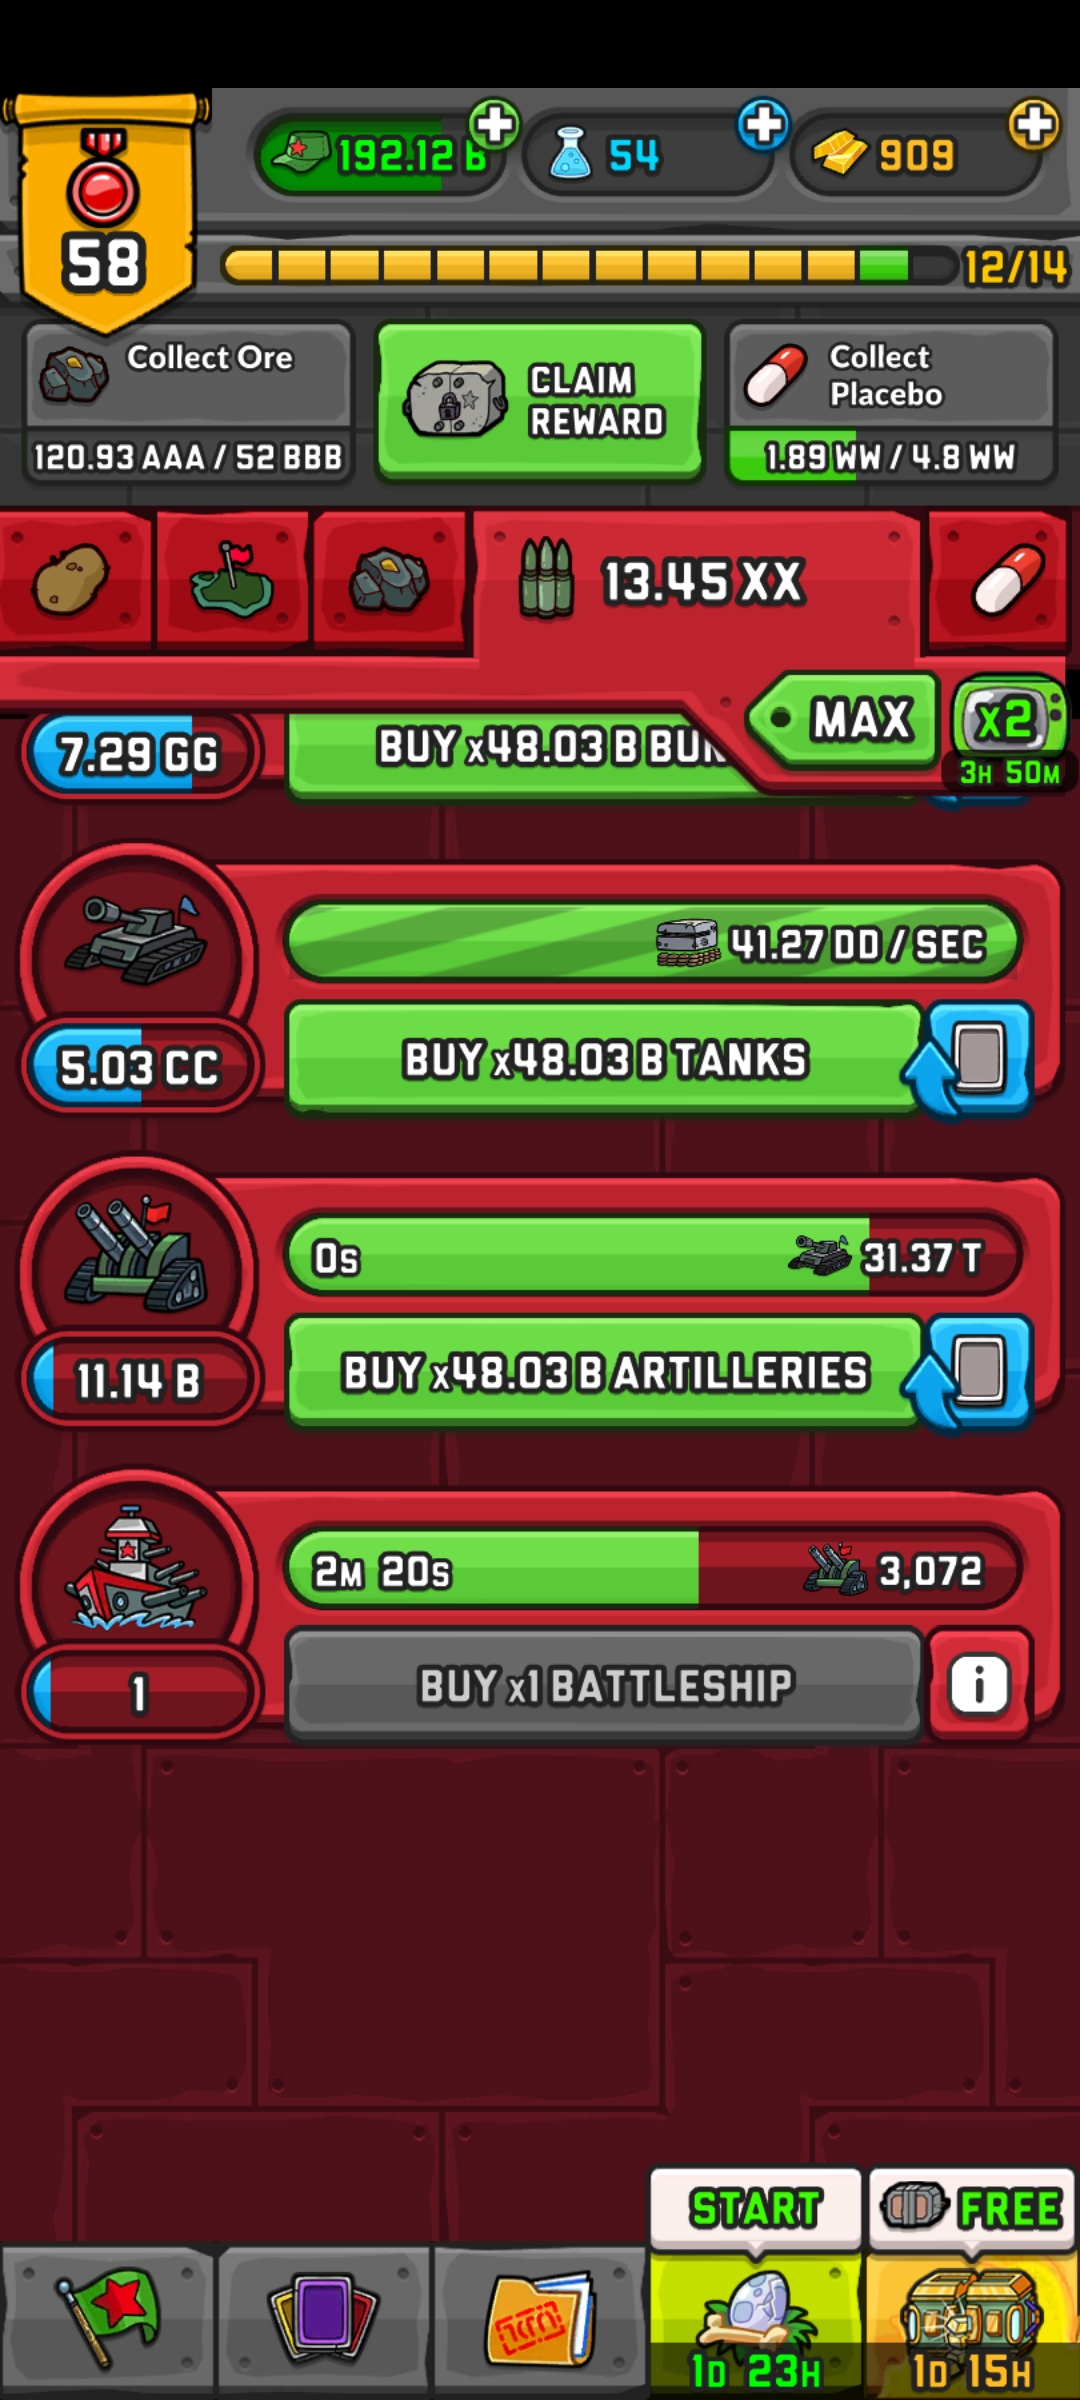 192.12 B
54
909
58
12/14
Collect Ore
120.93 AAA / 52 BBB
CLAIM
REWARD
Collect
Placebo
1.89 WW / 4.8 WW
13.45 XX
MAX
x2
3H 50M
7.29 GG
BUY x48.03 B
41.27 DD / SEC
5.03 CC
BUY x48.03 B TANKS
0S
31.37 T
11.14 B
BUY x48.03 B ARTILLERIES
2M 20S
3,072
1
BUY x1 BATTLESHIP
i
START
FREE
1D 23H
1D 15H